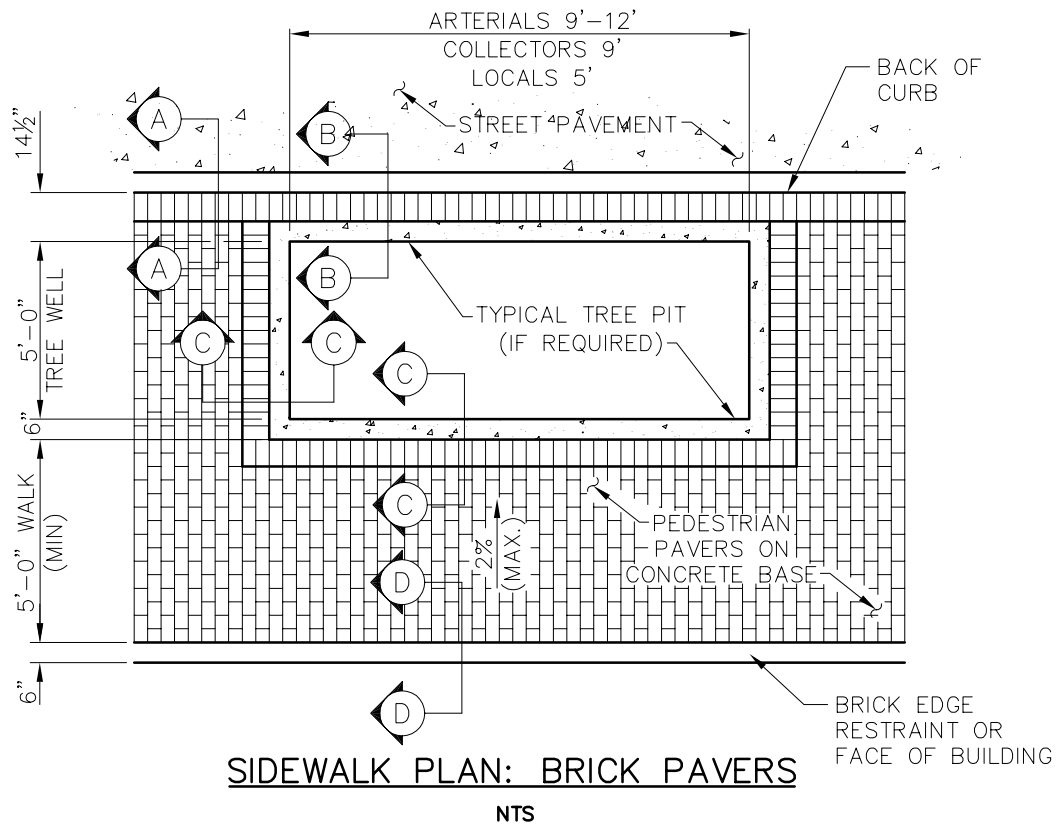 ARTERIALS 9'-12'
COLLECTORS 9'
LOCALS 5'
BACK OF
CURB
14½"
A
B
STREET PAVEMENT
A
B
5'-0"
TREE WELL
TYPICAL TREE PIT
(IF REQUIRED)
C
C
C
6"
5'-0" WALK
(MIN)
C
2%
(MAX.)
PEDESTRIAN
PAVERS ON
CONCRETE BASE
D
6"
D
BRICK EDGE
RESTRAINT OR
FACE OF BUILDING
SIDEWALK PLAN: BRICK PAVERS
NTS